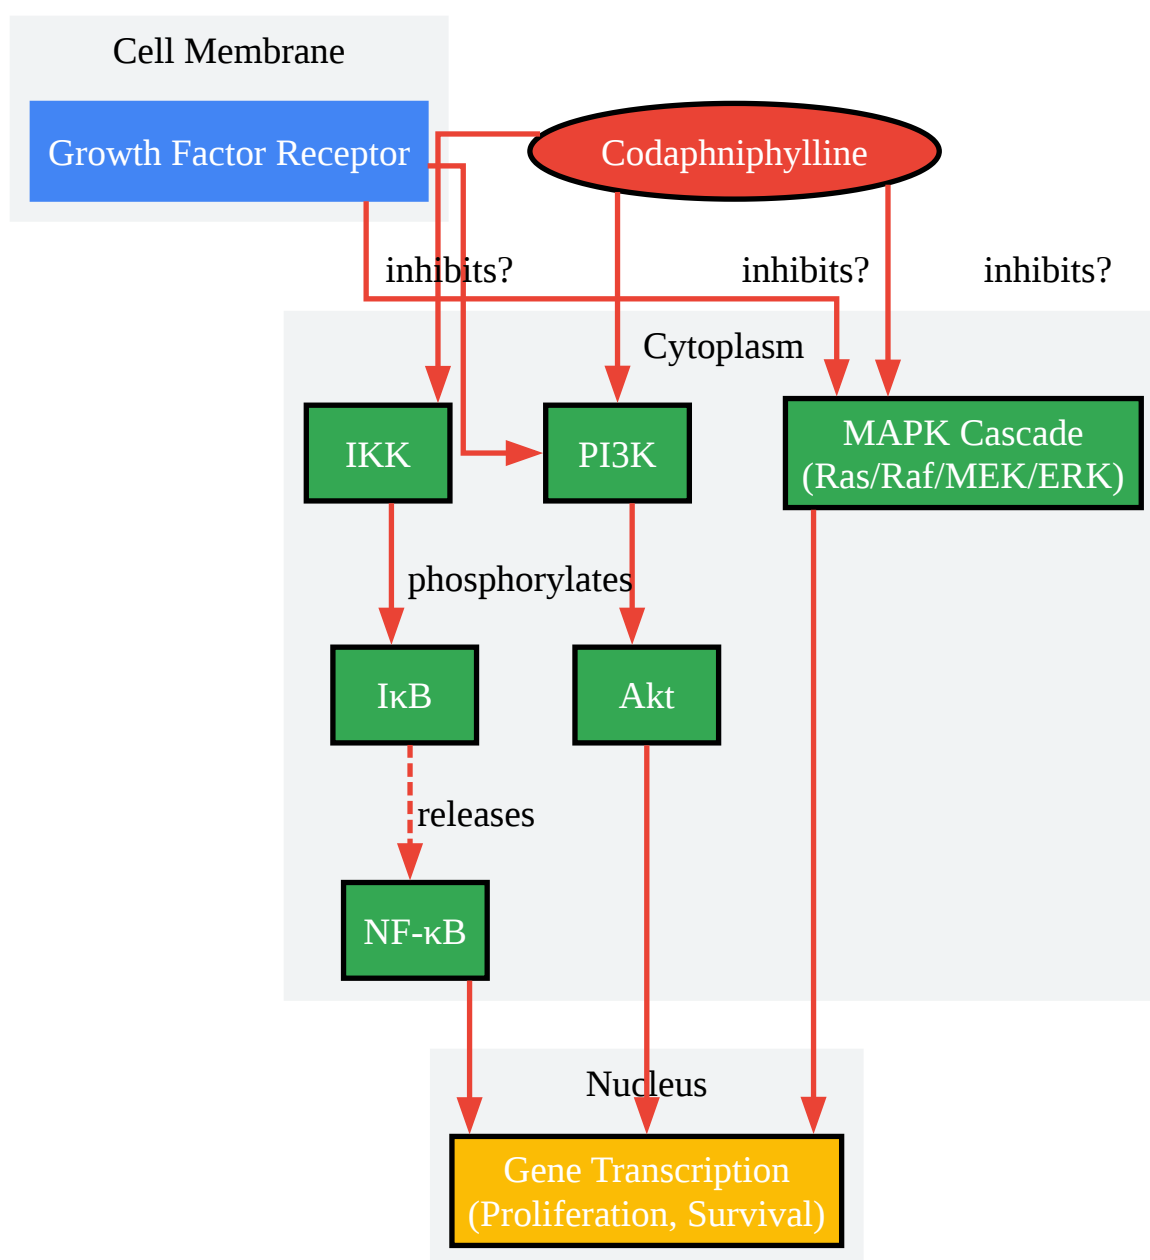 Cell Membrane
Growth Factor Receptor
Codaphniphylline
inhibits?
inhibits?
inhibits?
Cytoplasm
IKK
PI3K
MAPK Cascade
(Ras/Raf/MEK/ERK)
phosphorylates
IκB
Akt
releases
NF-κB
Nucleus
Gene Transcription
(Proliferation, Survival)